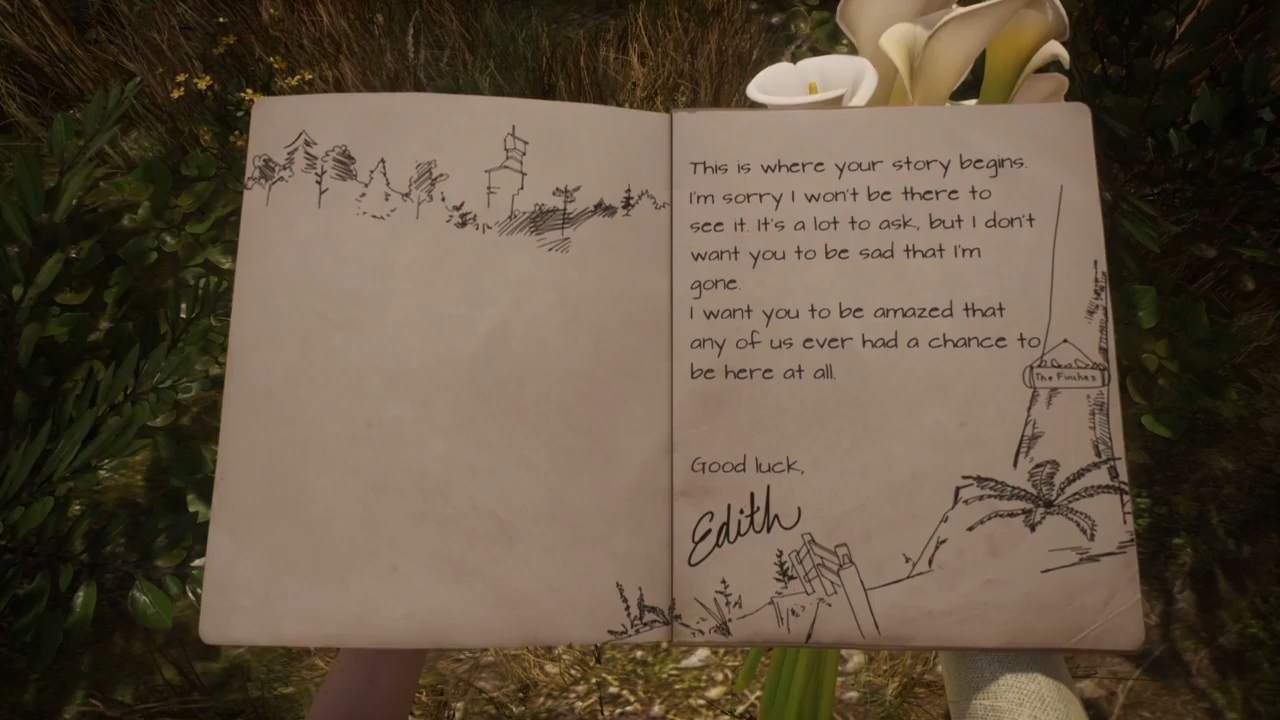 This is where your story begins.
I'm sorry I won't be there to
see it. It's a lot to ask, but I don't
want you to be sad that I'm
gone.
I want you to be amazed that
any of us ever had a chance to
be here at all.
The Finches
Good luck,
Edith